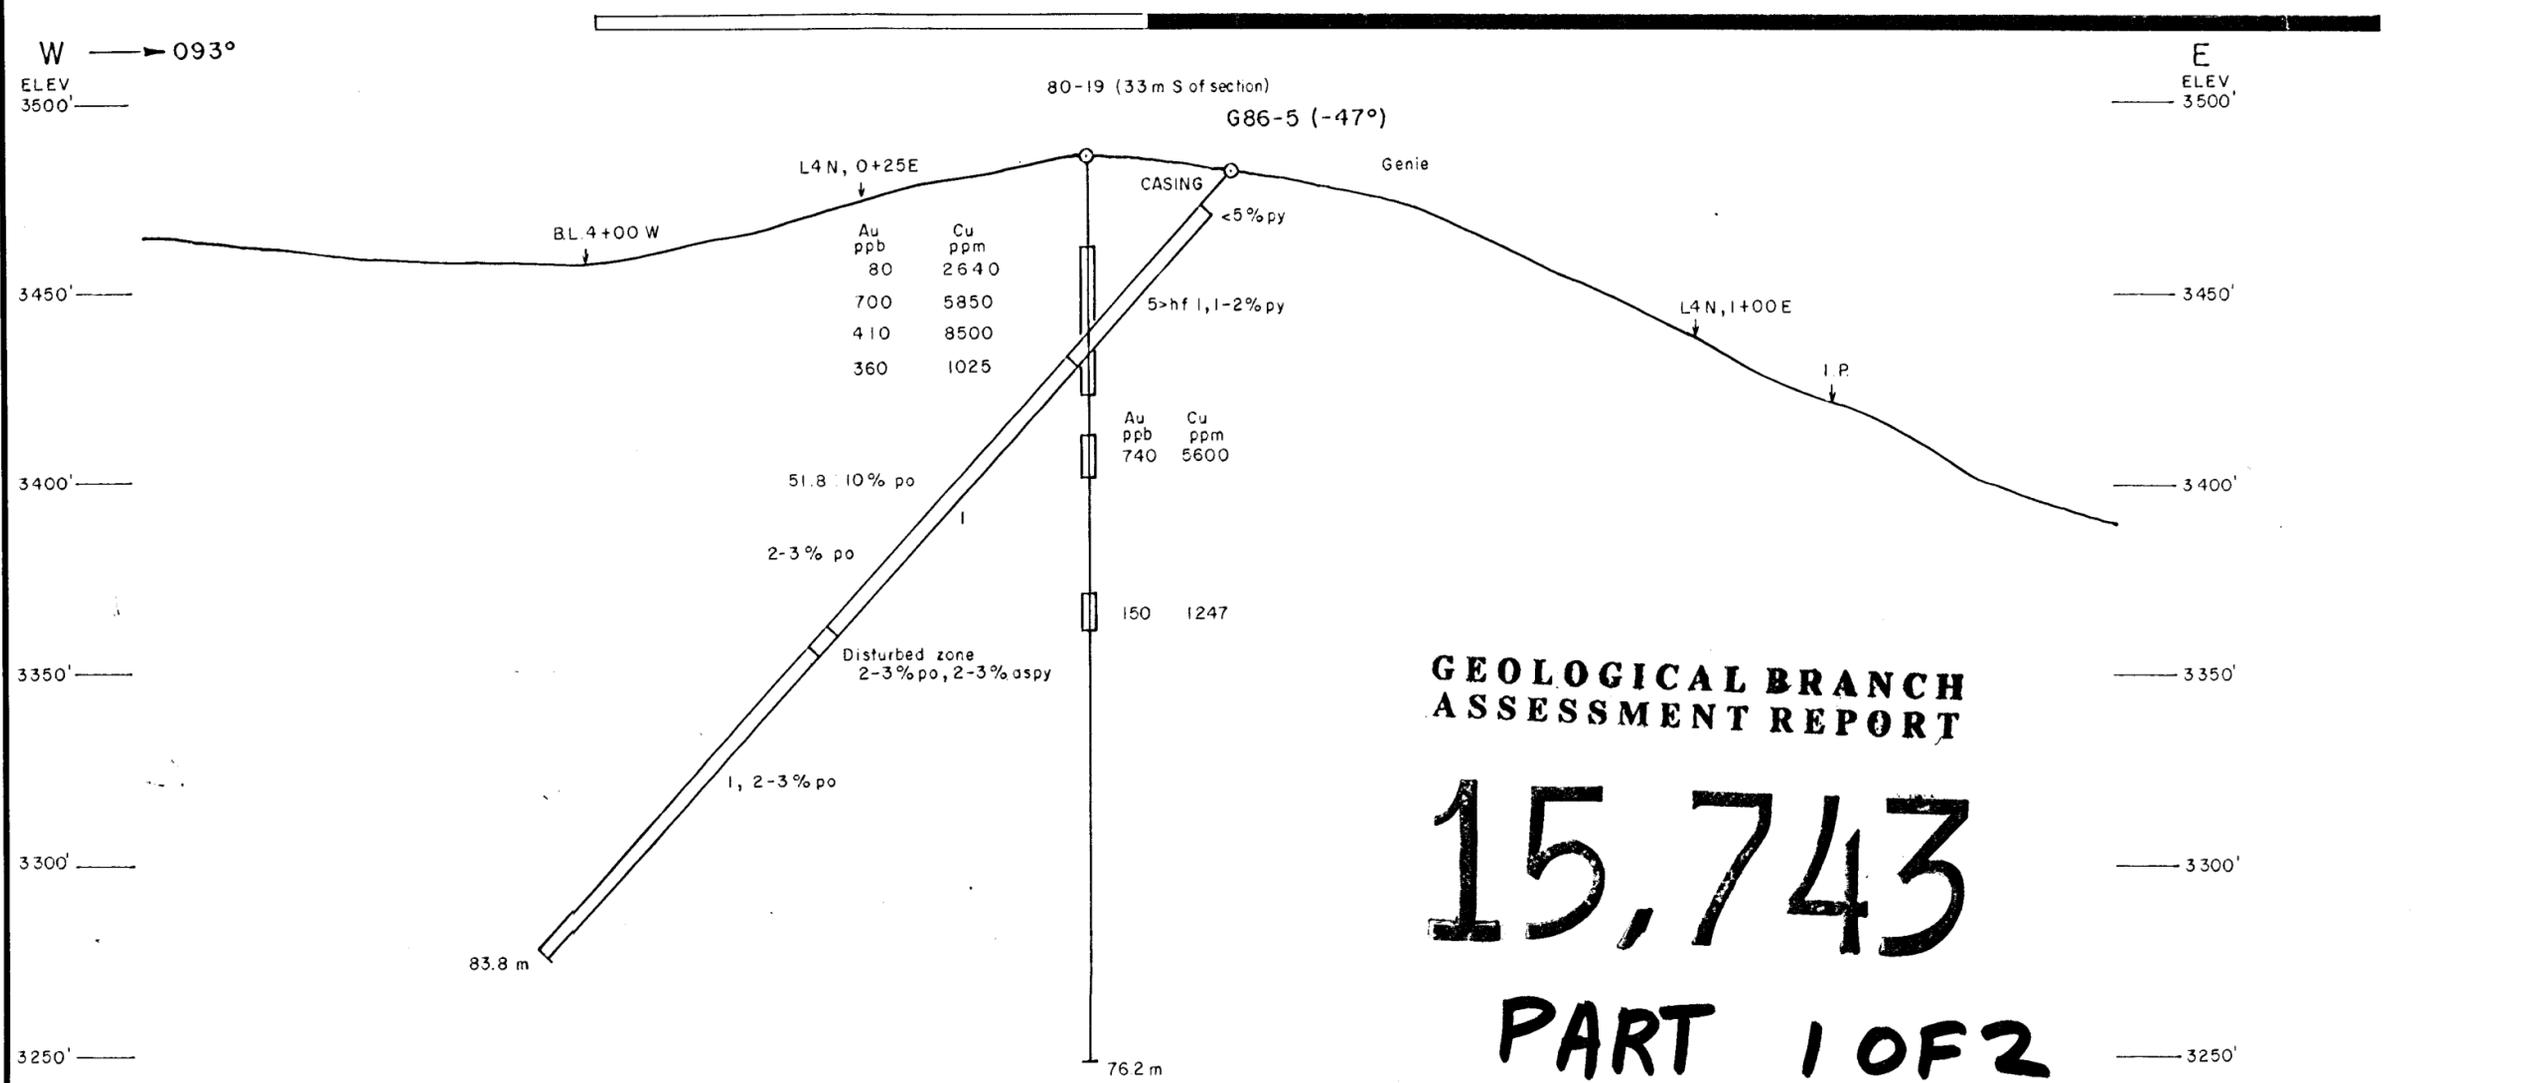 W 093°
E
ELEV
3500'
ELEV
3500'
80-19 (33m S of section)
G86-5 (-47°)
L4N, 0+25E
CASING
Genie
<5% py
B.L. 4+00 W
Au Cu
ppb ppm
80 2640
700 5850
410 8500
360 1025
3450'
5>hf 1, 1-2% py
L4N, 1+00E
3450'
I.P.
Au Cu
ppb ppm
740 5600
3400'
51.8 : 10% po
3400'
1
2-3% po
150 1247
Disturbed zone
2-3% po, 2-3% aspy
3350'
3350'
GEOLOGICAL BRANCH
ASSESSMENT REPORT
1, 2-3% po
15,743
3300'
3300'
83.8 m
PART 1 OF 2
3250'
76.2 m
3250'